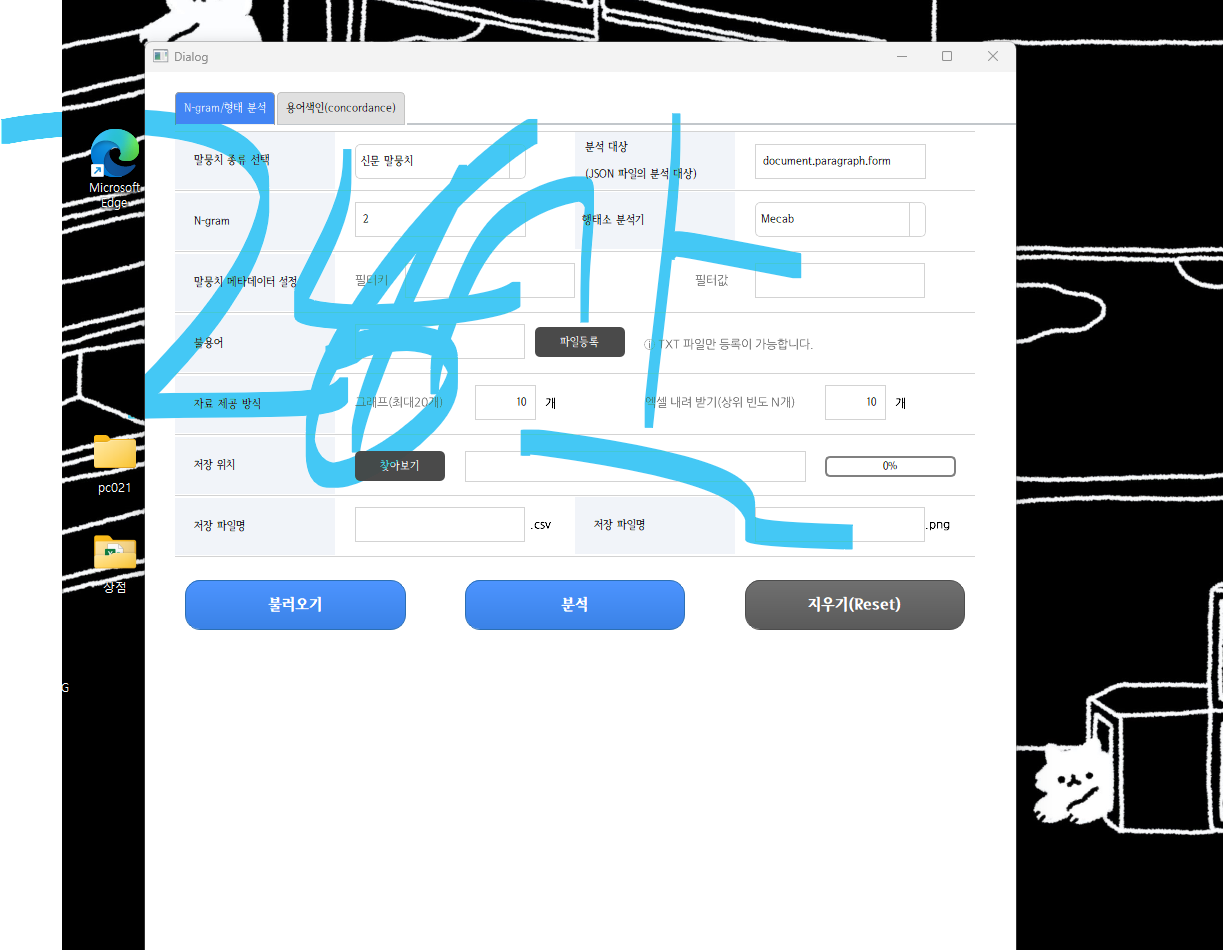 Dialog
N-gram/형태 분석 용어색인(concordance)
말뭉치 종류 선택 신문 말뭉치 분석 대상 (JSON 파일의 분석 대상) document.paragraph.form
N-gram 2 형태소 분석기 Mecab
말뭉치 메타데이터 설정 필터키 필터값
불용어 파일등록 ⓘ TXT 파일만 등록이 가능합니다.
자료 제공 방식 그래프(최대20개) 10 개 엑셀 내려 받기(상위 빈도 N개) 10 개
저장 위치 찾아보기 0%
저장 파일명 .csv 저장 파일명 .png
불러오기 분석 지우기(Reset)
Microsoft Edge
pc021
상점
G